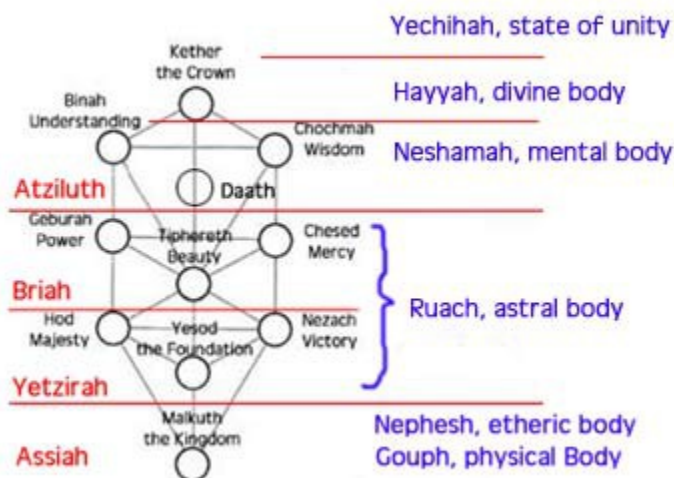 Yechihah, state of unity
Kether
the Crown
Hayyah, divine body
Binah
Understanding
Chochmah
Wisdom
Neshamah, mental body
Atziluth
Daath
Geburah
Power
Tiphereth
Beauty
Chesed
Mercy
Briah
Ruach, astral body
Hod
Majesty
Yesod
the Foundation
Nezach
Victory
Yetzirah
Malkuth
the Kingdom
Nephesh, etheric body
Assiah
Gouph, physical Body